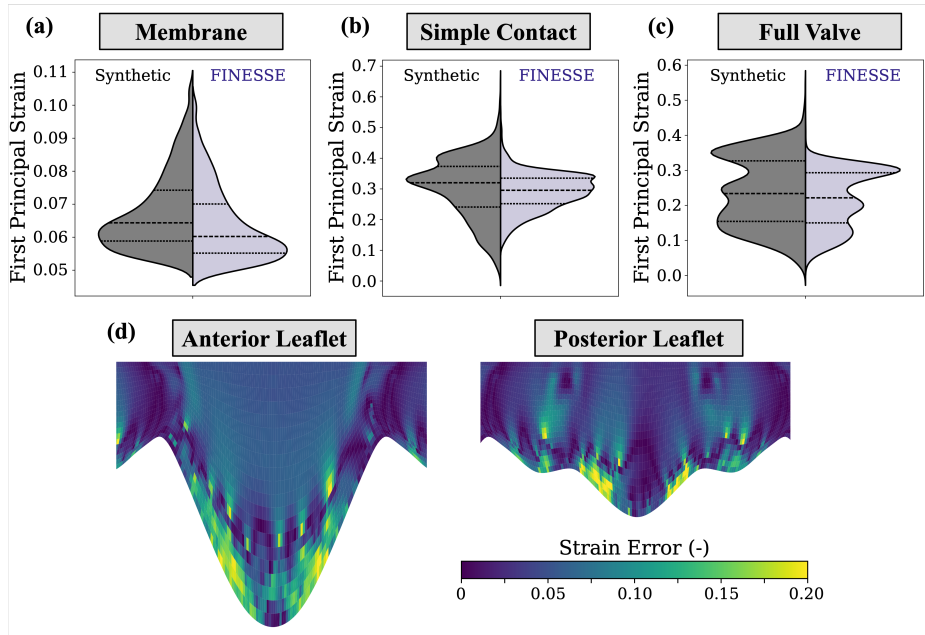 (a) Membrane
(b) Simple Contact
(c) Full Valve
First Principal Strain
Synthetic FINESSE
0.11
0.10
0.09
0.08
0.07
0.06
0.05
First Principal Strain
Synthetic FINESSE
0.7
0.6
0.5
0.4
0.3
0.2
0.1
0.0
First Principal Strain
Synthetic FINESSE
0.6
0.5
0.4
0.3
0.2
0.1
0.0
(d) Anterior Leaflet
Posterior Leaflet
Strain Error (-)
0 0.05 0.10 0.15 0.20